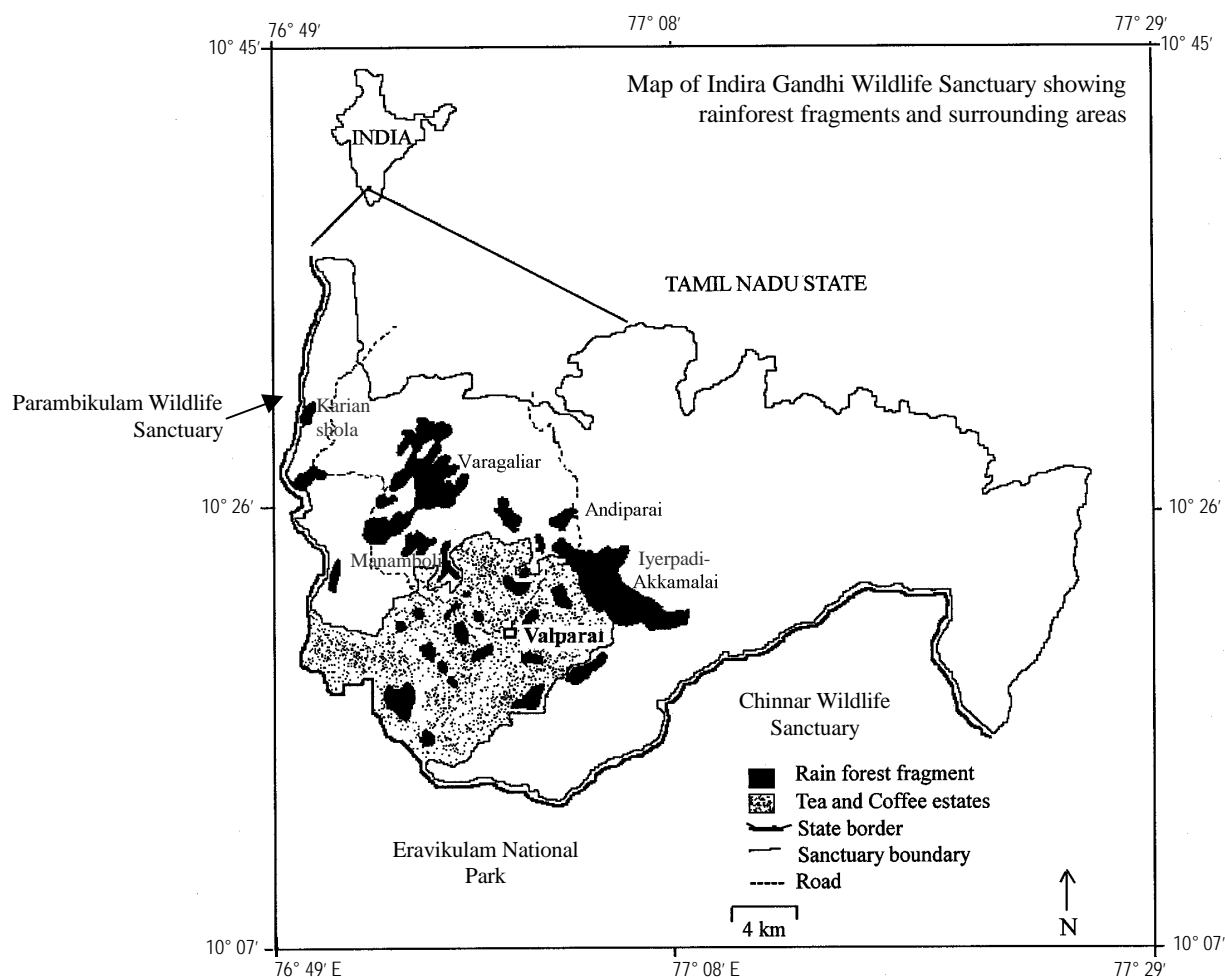 76° 49′
77° 08′
77° 29′
10° 45′
10° 45′
Map of Indira Gandhi Wildlife Sanctuary showing
rainforest fragments and surrounding areas
INDIA
TAMIL NADU STATE
Parambikulam Wildlife
Sanctuary
Karian
shola
Varagaliar
10° 26′
Andiparai
10° 26′
Manamboli
Iyerpadi-
Akkamalai
Valparai
Chinnar Wildlife
Sanctuary
Rain forest fragment
Tea and Coffee estates
State border
Sanctuary boundary
Road
Eravikulam National
Park
4 km
N
10° 07′
10° 07′
76° 49′ E
77° 08′ E
77° 29′